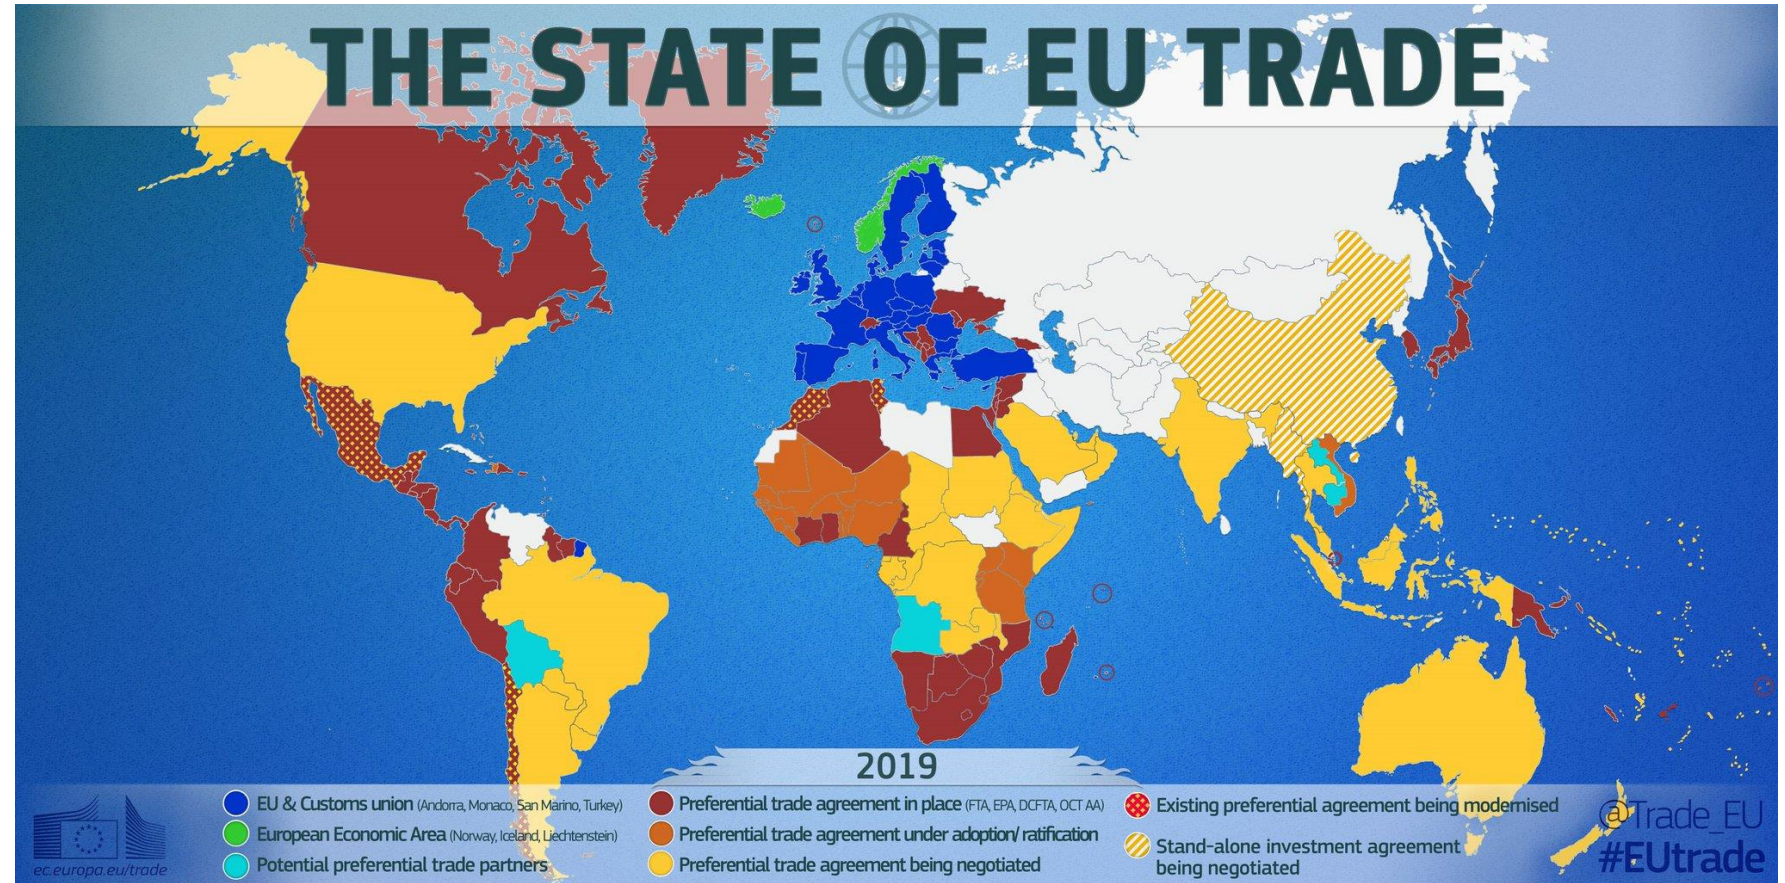 THE STATE OF EU TRADE
2019
EU & Customs union (Andorra, Monaco, San Marino, Turkey)
European Economic Area (Norway, Iceland, Liechtenstein)
Potential preferential trade partners
Preferential trade agreement in place (FTA, EPA, DCFTA, OCT AA)
Preferential trade agreement under adoption/ratification
Preferential trade agreement being negotiated
Existing preferential agreement being modernised
Stand-alone investment agreement
being negotiated
ec.europa.eu/trade
@Trade_EU
#EUtrade